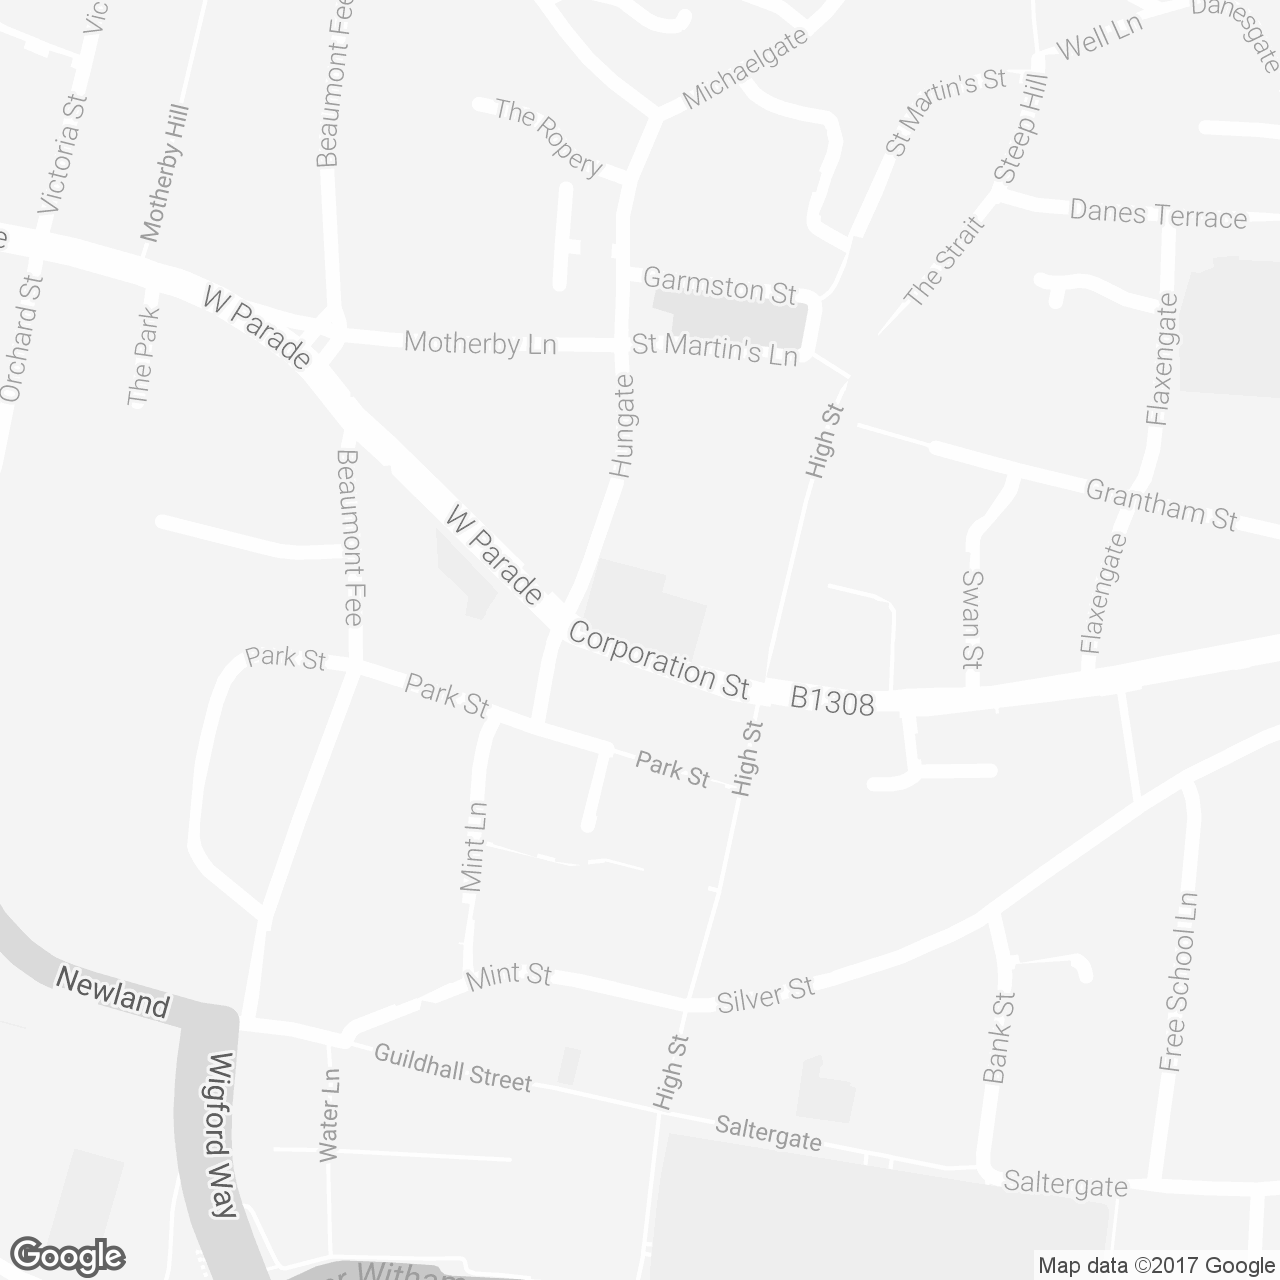 Victoria St
Motherby Hill
Beaumont Fee
The Ropery
Michaelgate
St Martin's St
Well Ln
Danesgate
Steep Hill
Danes Terrace
The Strait
Garmston St
W Parade
Orchard St
The Park
Motherby Ln
St Martin's Ln
Flaxengate
Hungate
High St
Beaumont Fee
Grantham St
W Parade
Flaxengate
Swan St
Corporation St
B1308
Park St
Park St
Park St
High St
Mint Ln
Free School Ln
Newland
Mint St
Silver St
Bank St
Guildhall Street
High St
Wigford Way
Water Ln
Saltergate
Saltergate
Google
Map data ©2017 Google